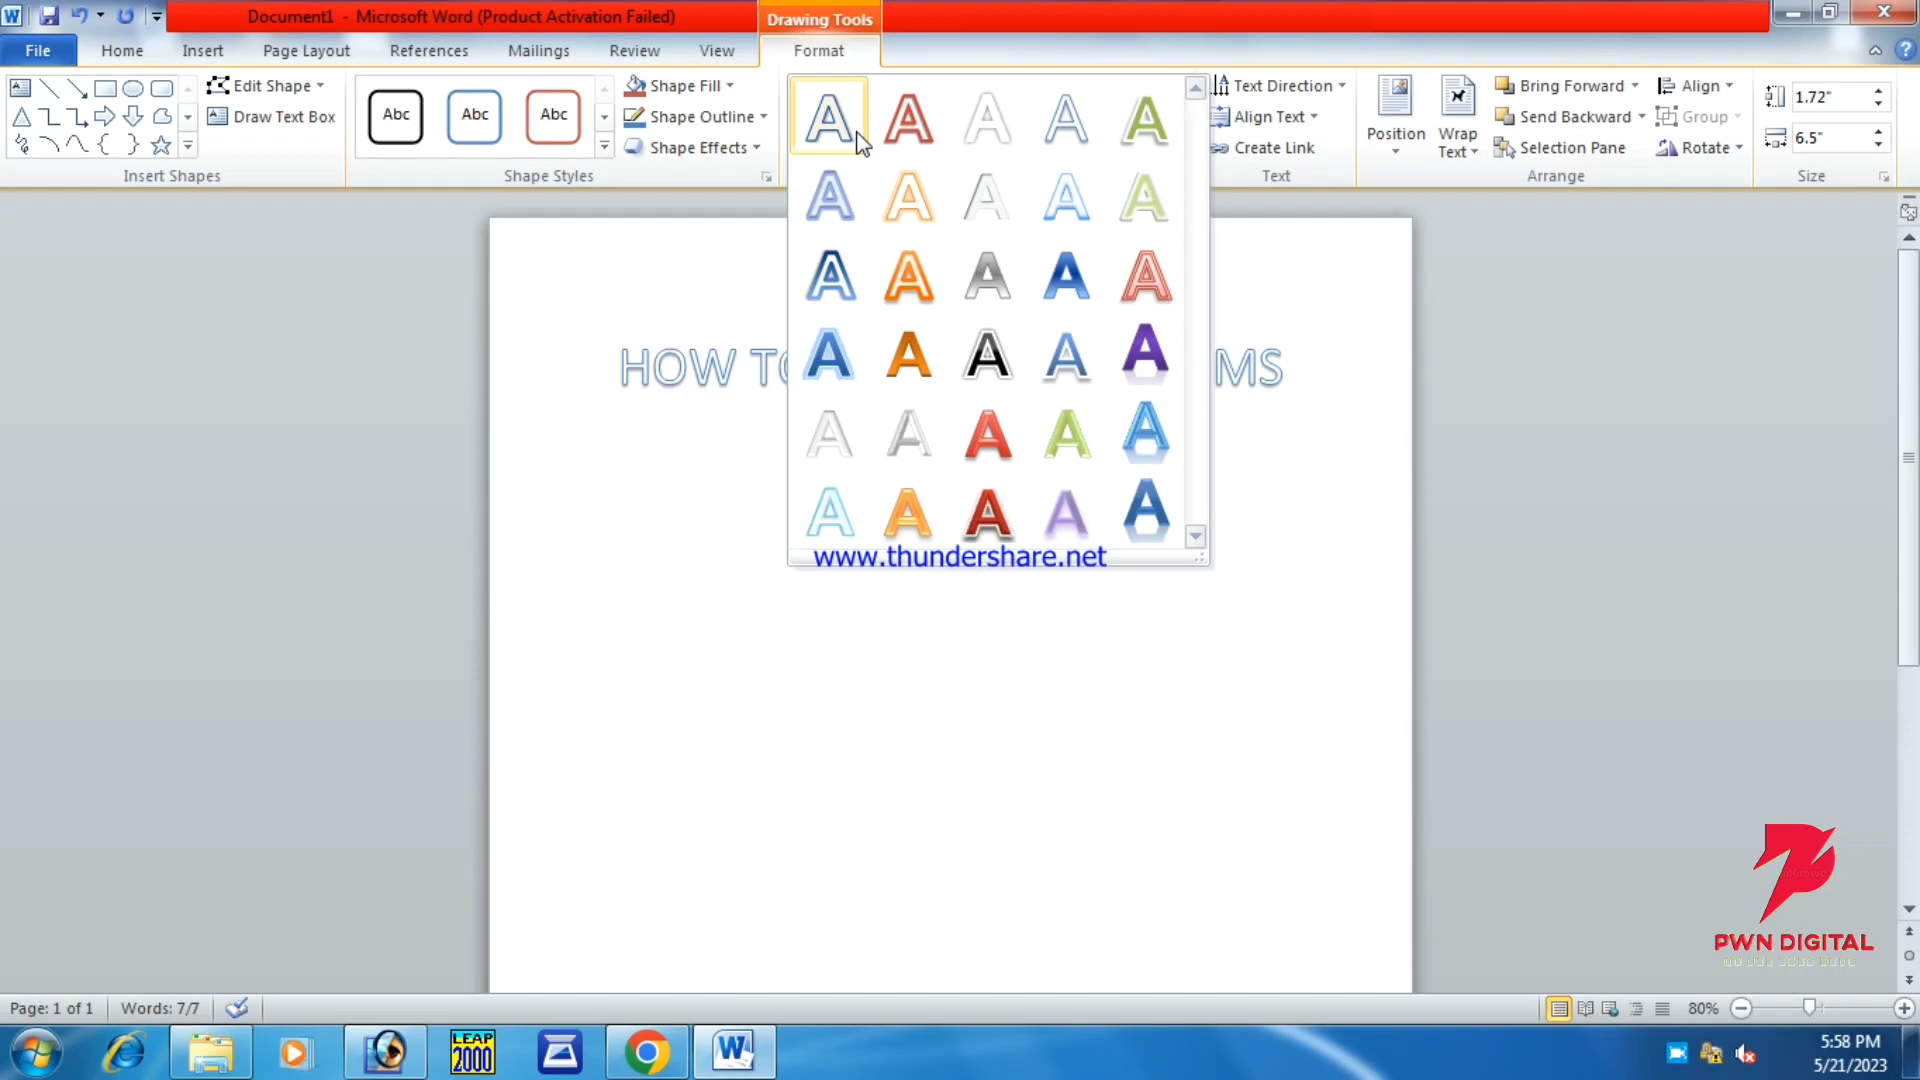 Document1 - Microsoft Word (Product Activation Failed)
Drawing Tools
File Home Insert Page Layout References Mailings Review View Format
Edit Shape
Draw Text Box
Insert Shapes
Abc Abc Abc
Shape Fill
Shape Outline
Shape Effects
Shape Styles
A A A A A
A A A A A
A A A A A
A A A A A
A A A A A
A A A A A
Text Direction
Align Text
Create Link
Text
Position
Wrap
Text
Bring Forward
Send Backward
Selection Pane
Align
Group
Rotate
Arrange
1.72"
6.5"
Size
HOW TO MS
www.thundershare.net
PWN DIGITAL
Page: 1 of 1 Words: 7/7
80%
LEAP
2000
5:58 PM
5/21/2023